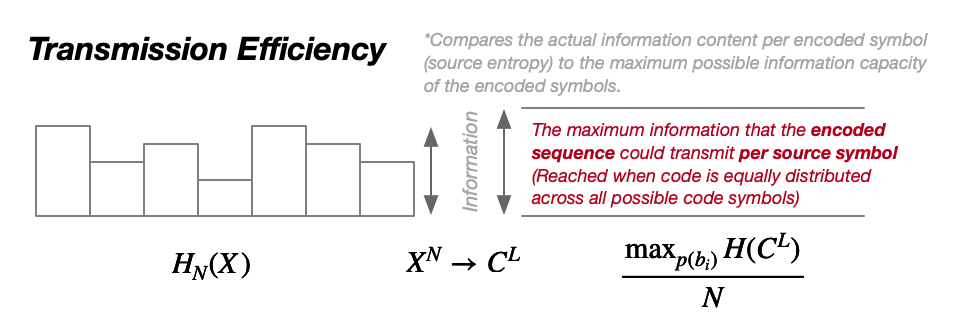 Transmission Efficiency
*Compares the actual information content per encoded symbol
(source entropy) to the maximum possible information capacity
of the encoded symbols.
Information
The maximum information that the encoded
sequence could transmit per source symbol
(Reached when code is equally distributed
across all possible code symbols)
H_N(X)
X^N → C^L
max_{p(b_i)} H(C^L)
N